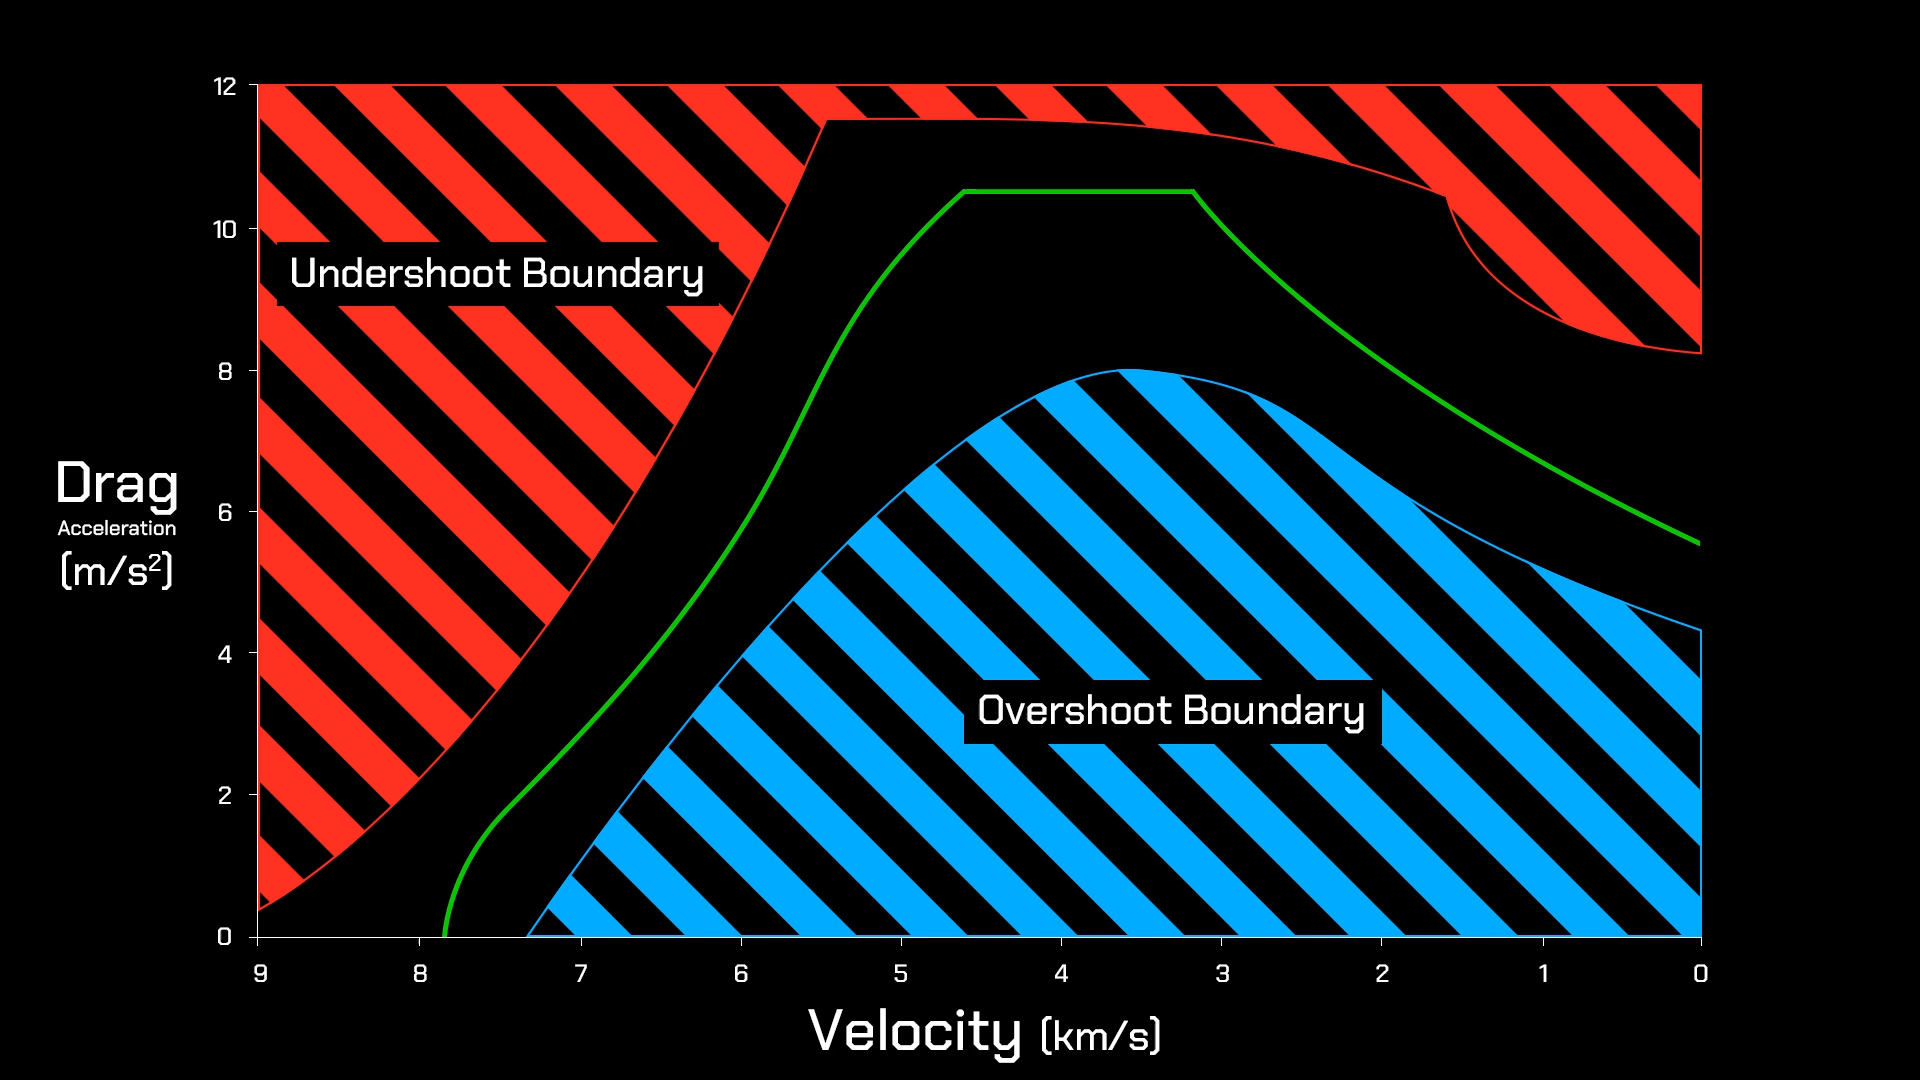 12
10
Undershoot Boundary
8
Drag
Acceleration
(m/s²)
6
4
Overshoot Boundary
2
0
9 8 7 6 5 4 3 2 1 0
Velocity (km/s)